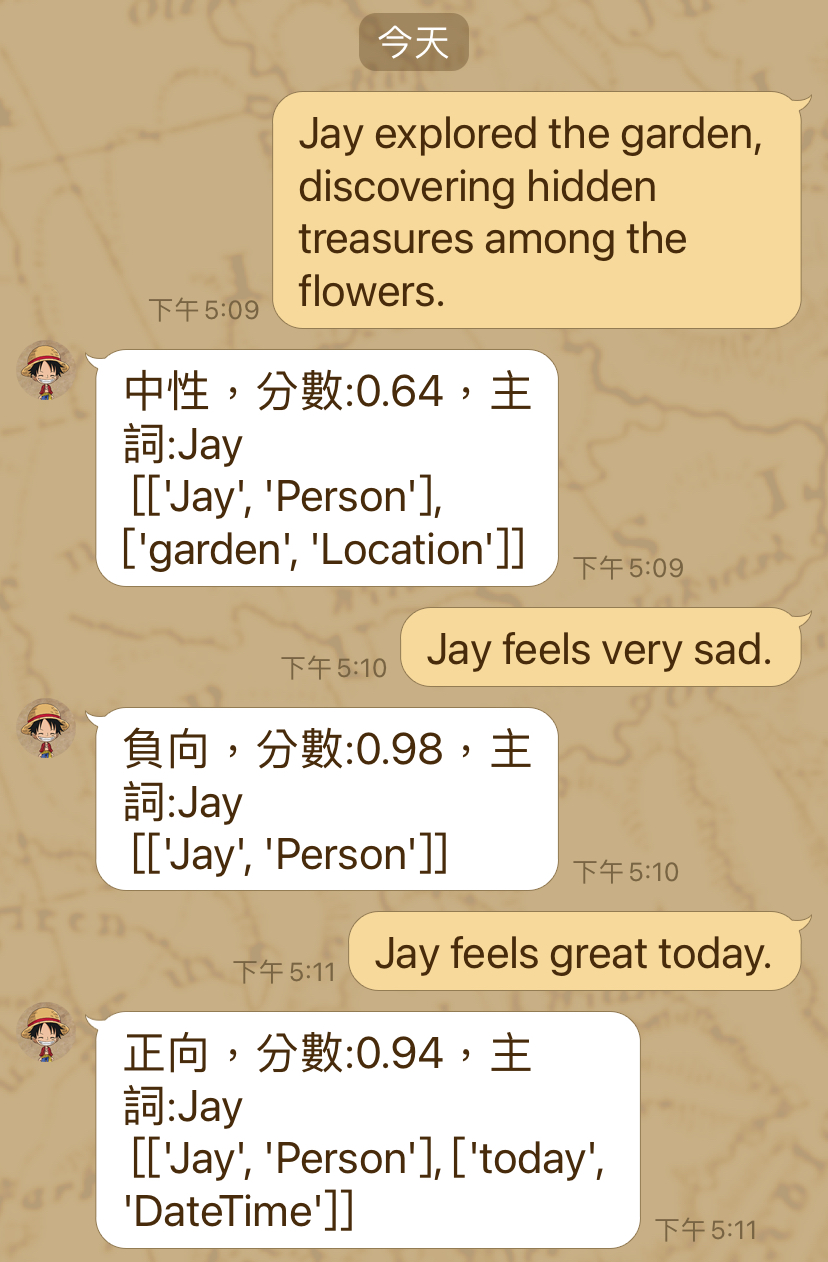 今天
Jay explored the garden,
discovering hidden
treasures among the
flowers.
下午 5:09
中性，分數:0.64，主
詞:Jay
[['Jay', 'Person'],
['garden', 'Location']]
下午 5:09
Jay feels very sad.
下午 5:10
負向，分數:0.98，主
詞:Jay
[['Jay', 'Person']]
下午 5:10
Jay feels great today.
下午 5:11
正向，分數:0.94，主
詞:Jay
[['Jay', 'Person'], ['today',
'DateTime']]
下午 5:11